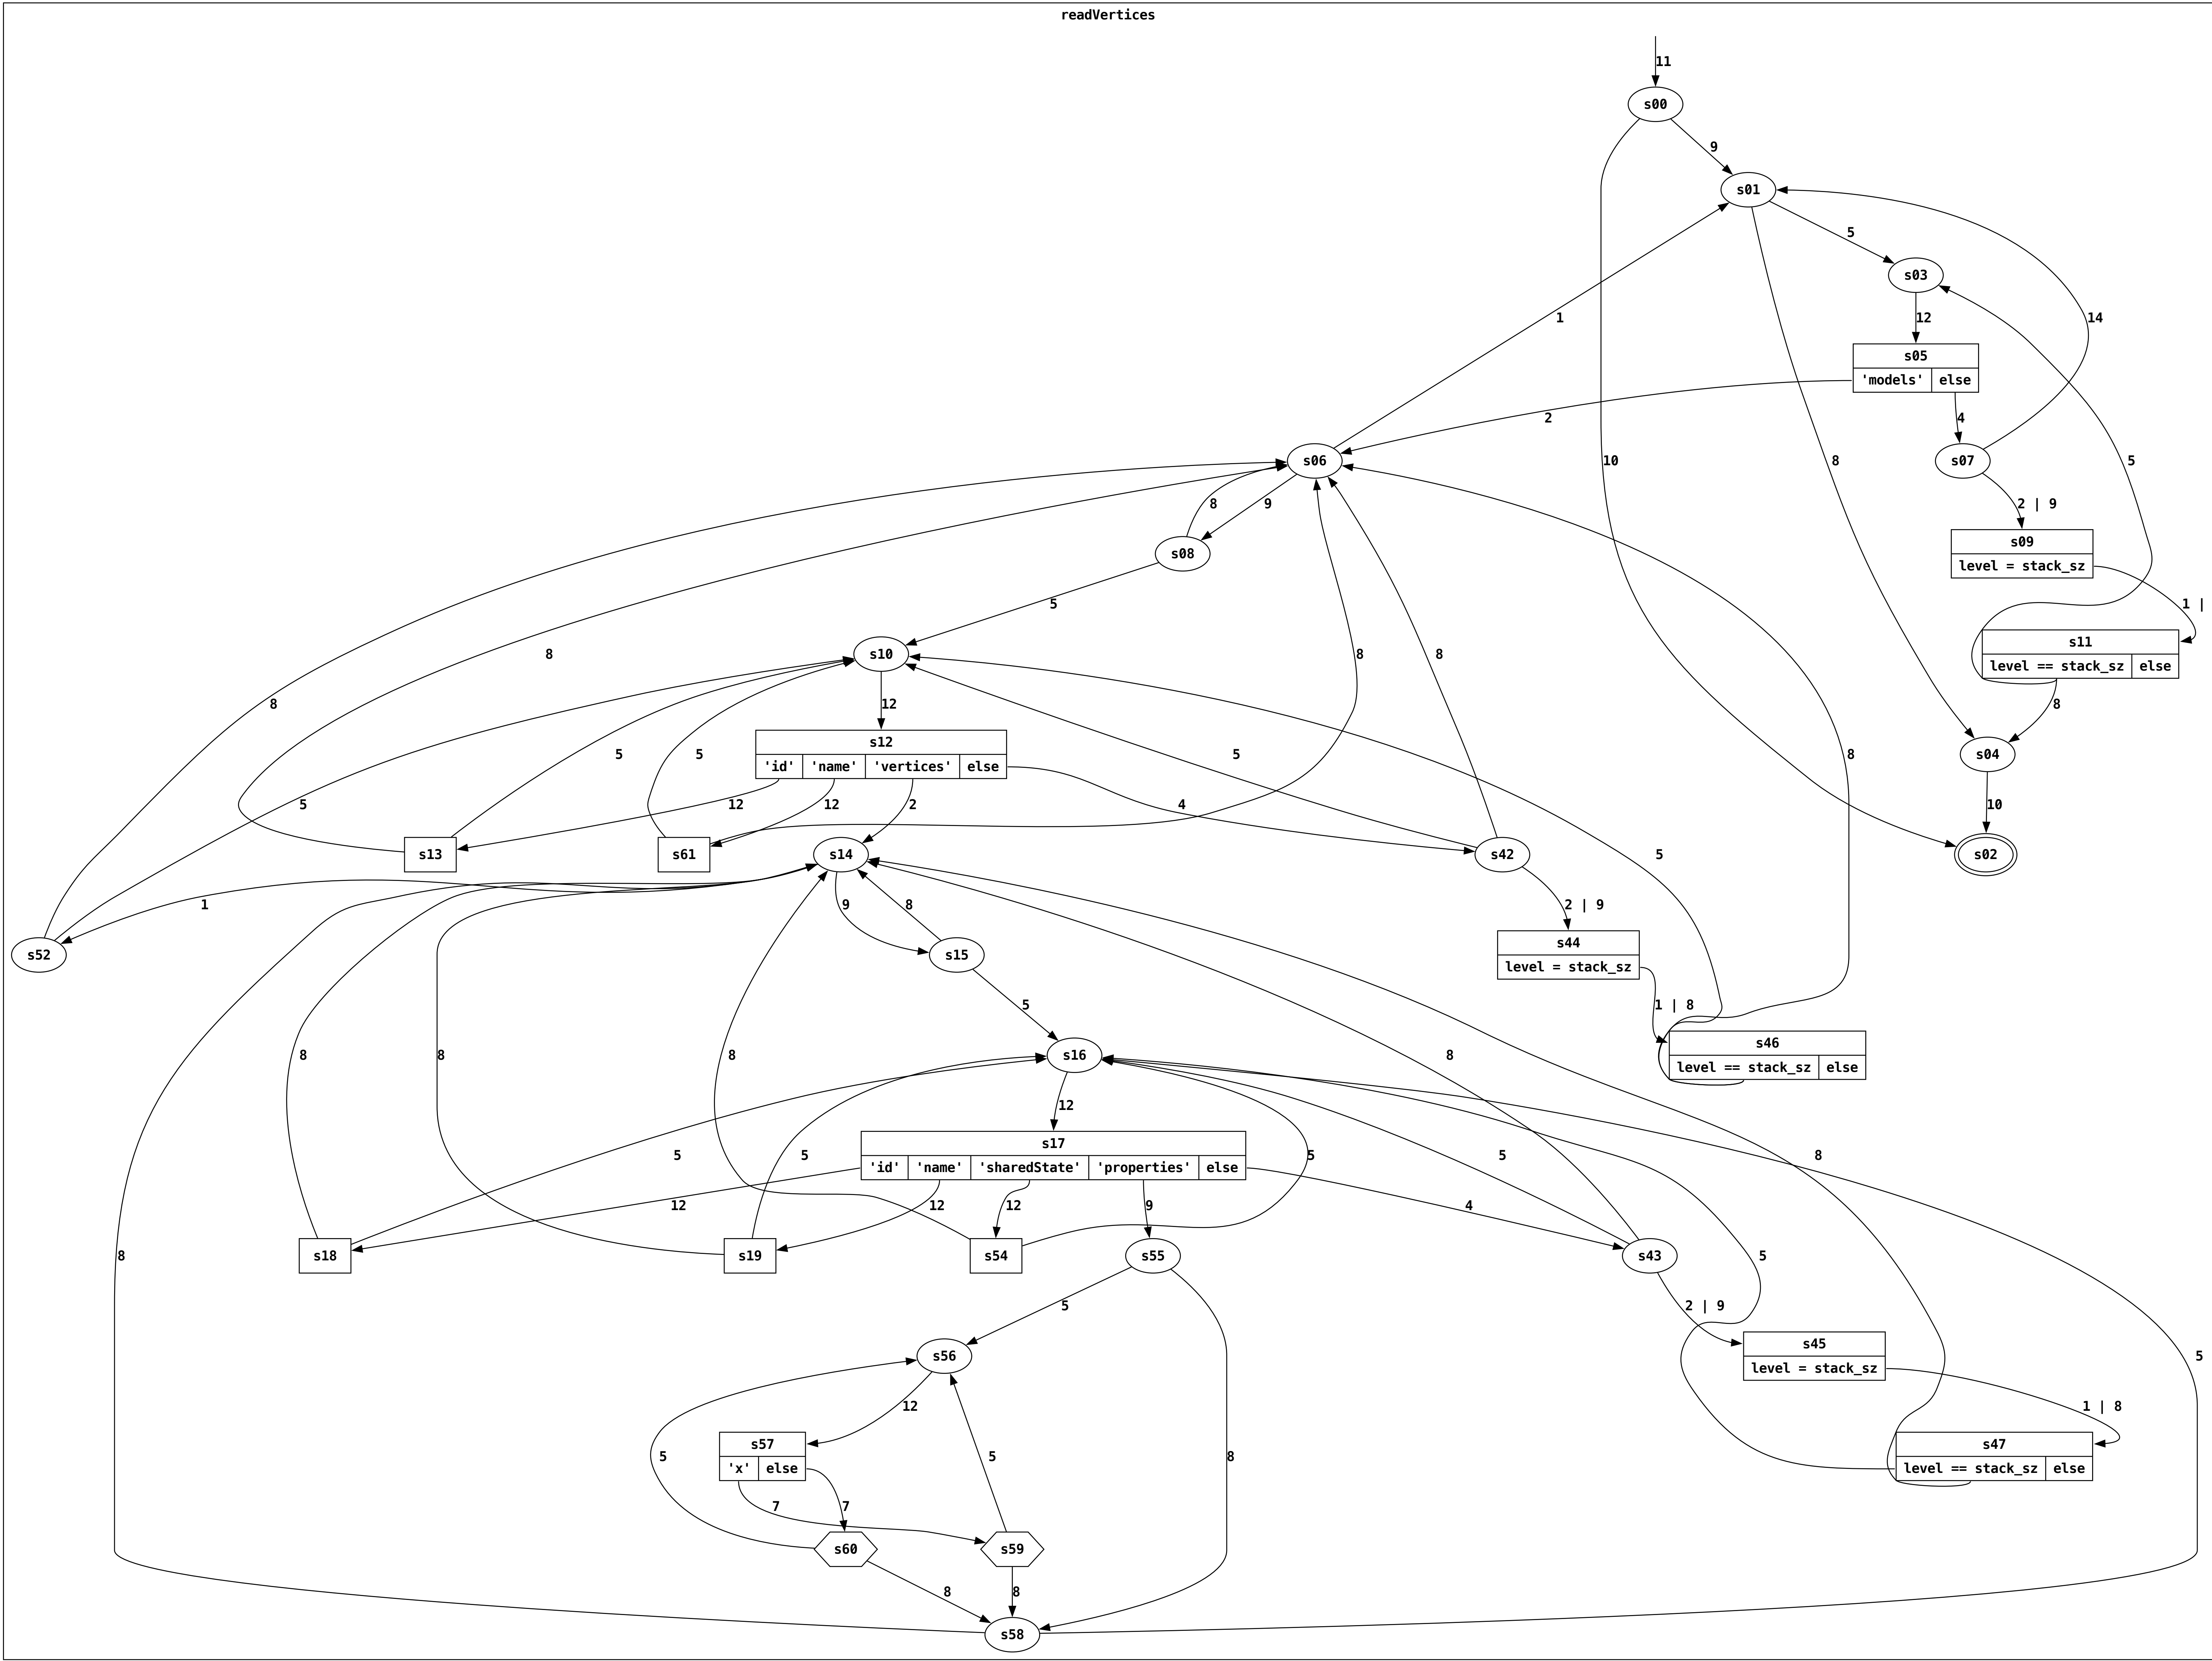 readVertices
11
s00
9
s01
5
s03
12
s05
'models' else
1
14
2
4
10
8
5
s06
s07
8
9
2 | 9
s08
s09
level = stack_sz
5
1 |
s11
level == stack_sz else
s10
8
8
8
8
12
5
5
5
8
s12
'id' 'name' 'vertices' else
s04
5
12
12
2
4
10
s13
s61
s14
s42
5
s02
1
9
8
2 | 9
s52
s15
s44
level = stack_sz
5
1 | 8
s46
level == stack_sz else
8
8
8
s16
8
12
5
5
5
8
s17
'id' 'name' 'sharedState' 'properties' else
12
12
12
9
4
8
s18
s19
s54
s55
s43
5
5
2 | 9
s45
level = stack_sz
s56
5
12
1 | 8
s57
'x' else
5
5
8
s47
level == stack_sz else
7
7
s60
s59
8
8
s58